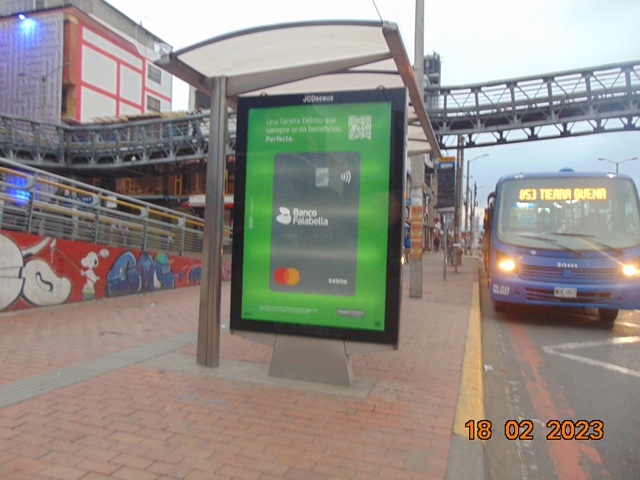 JCDecaux
Una Tarjeta Débito que
siempre te da beneficios.
Perfecta.
Banco
Falabella
débito
053 TIERRA BUENA
18 02 2023